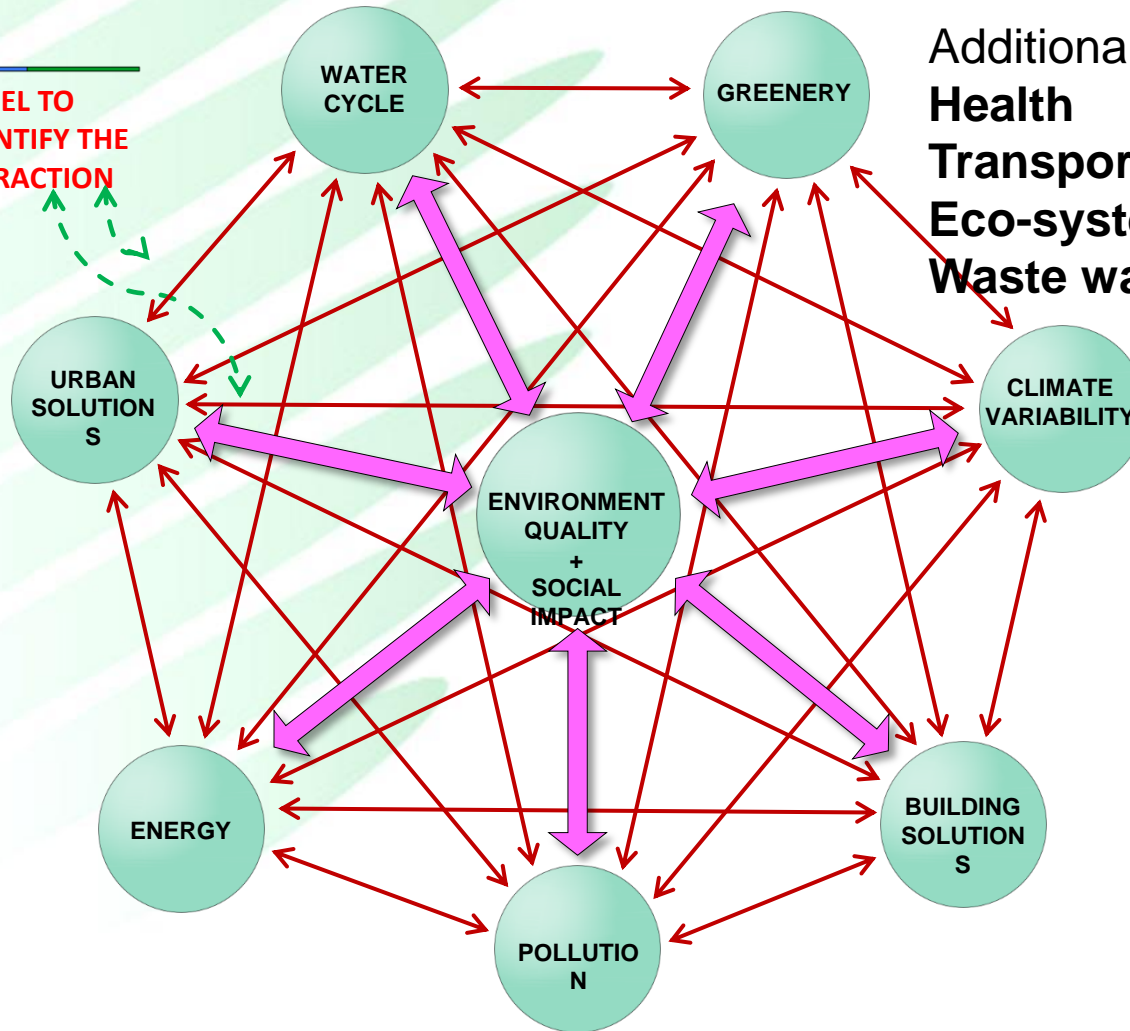 EL TO
NTIFY THE
RACTION
WATER
CYCLE
GREENERY
Additiona
Health
Transpor
Eco-syste
Waste wa
URBAN
SOLUTION
S
CLIMATE
VARIABILITY
ENVIRONMENT
QUALITY
+
SOCIAL
IMPACT
ENERGY
BUILDING
SOLUTION
S
POLLUTIO
N